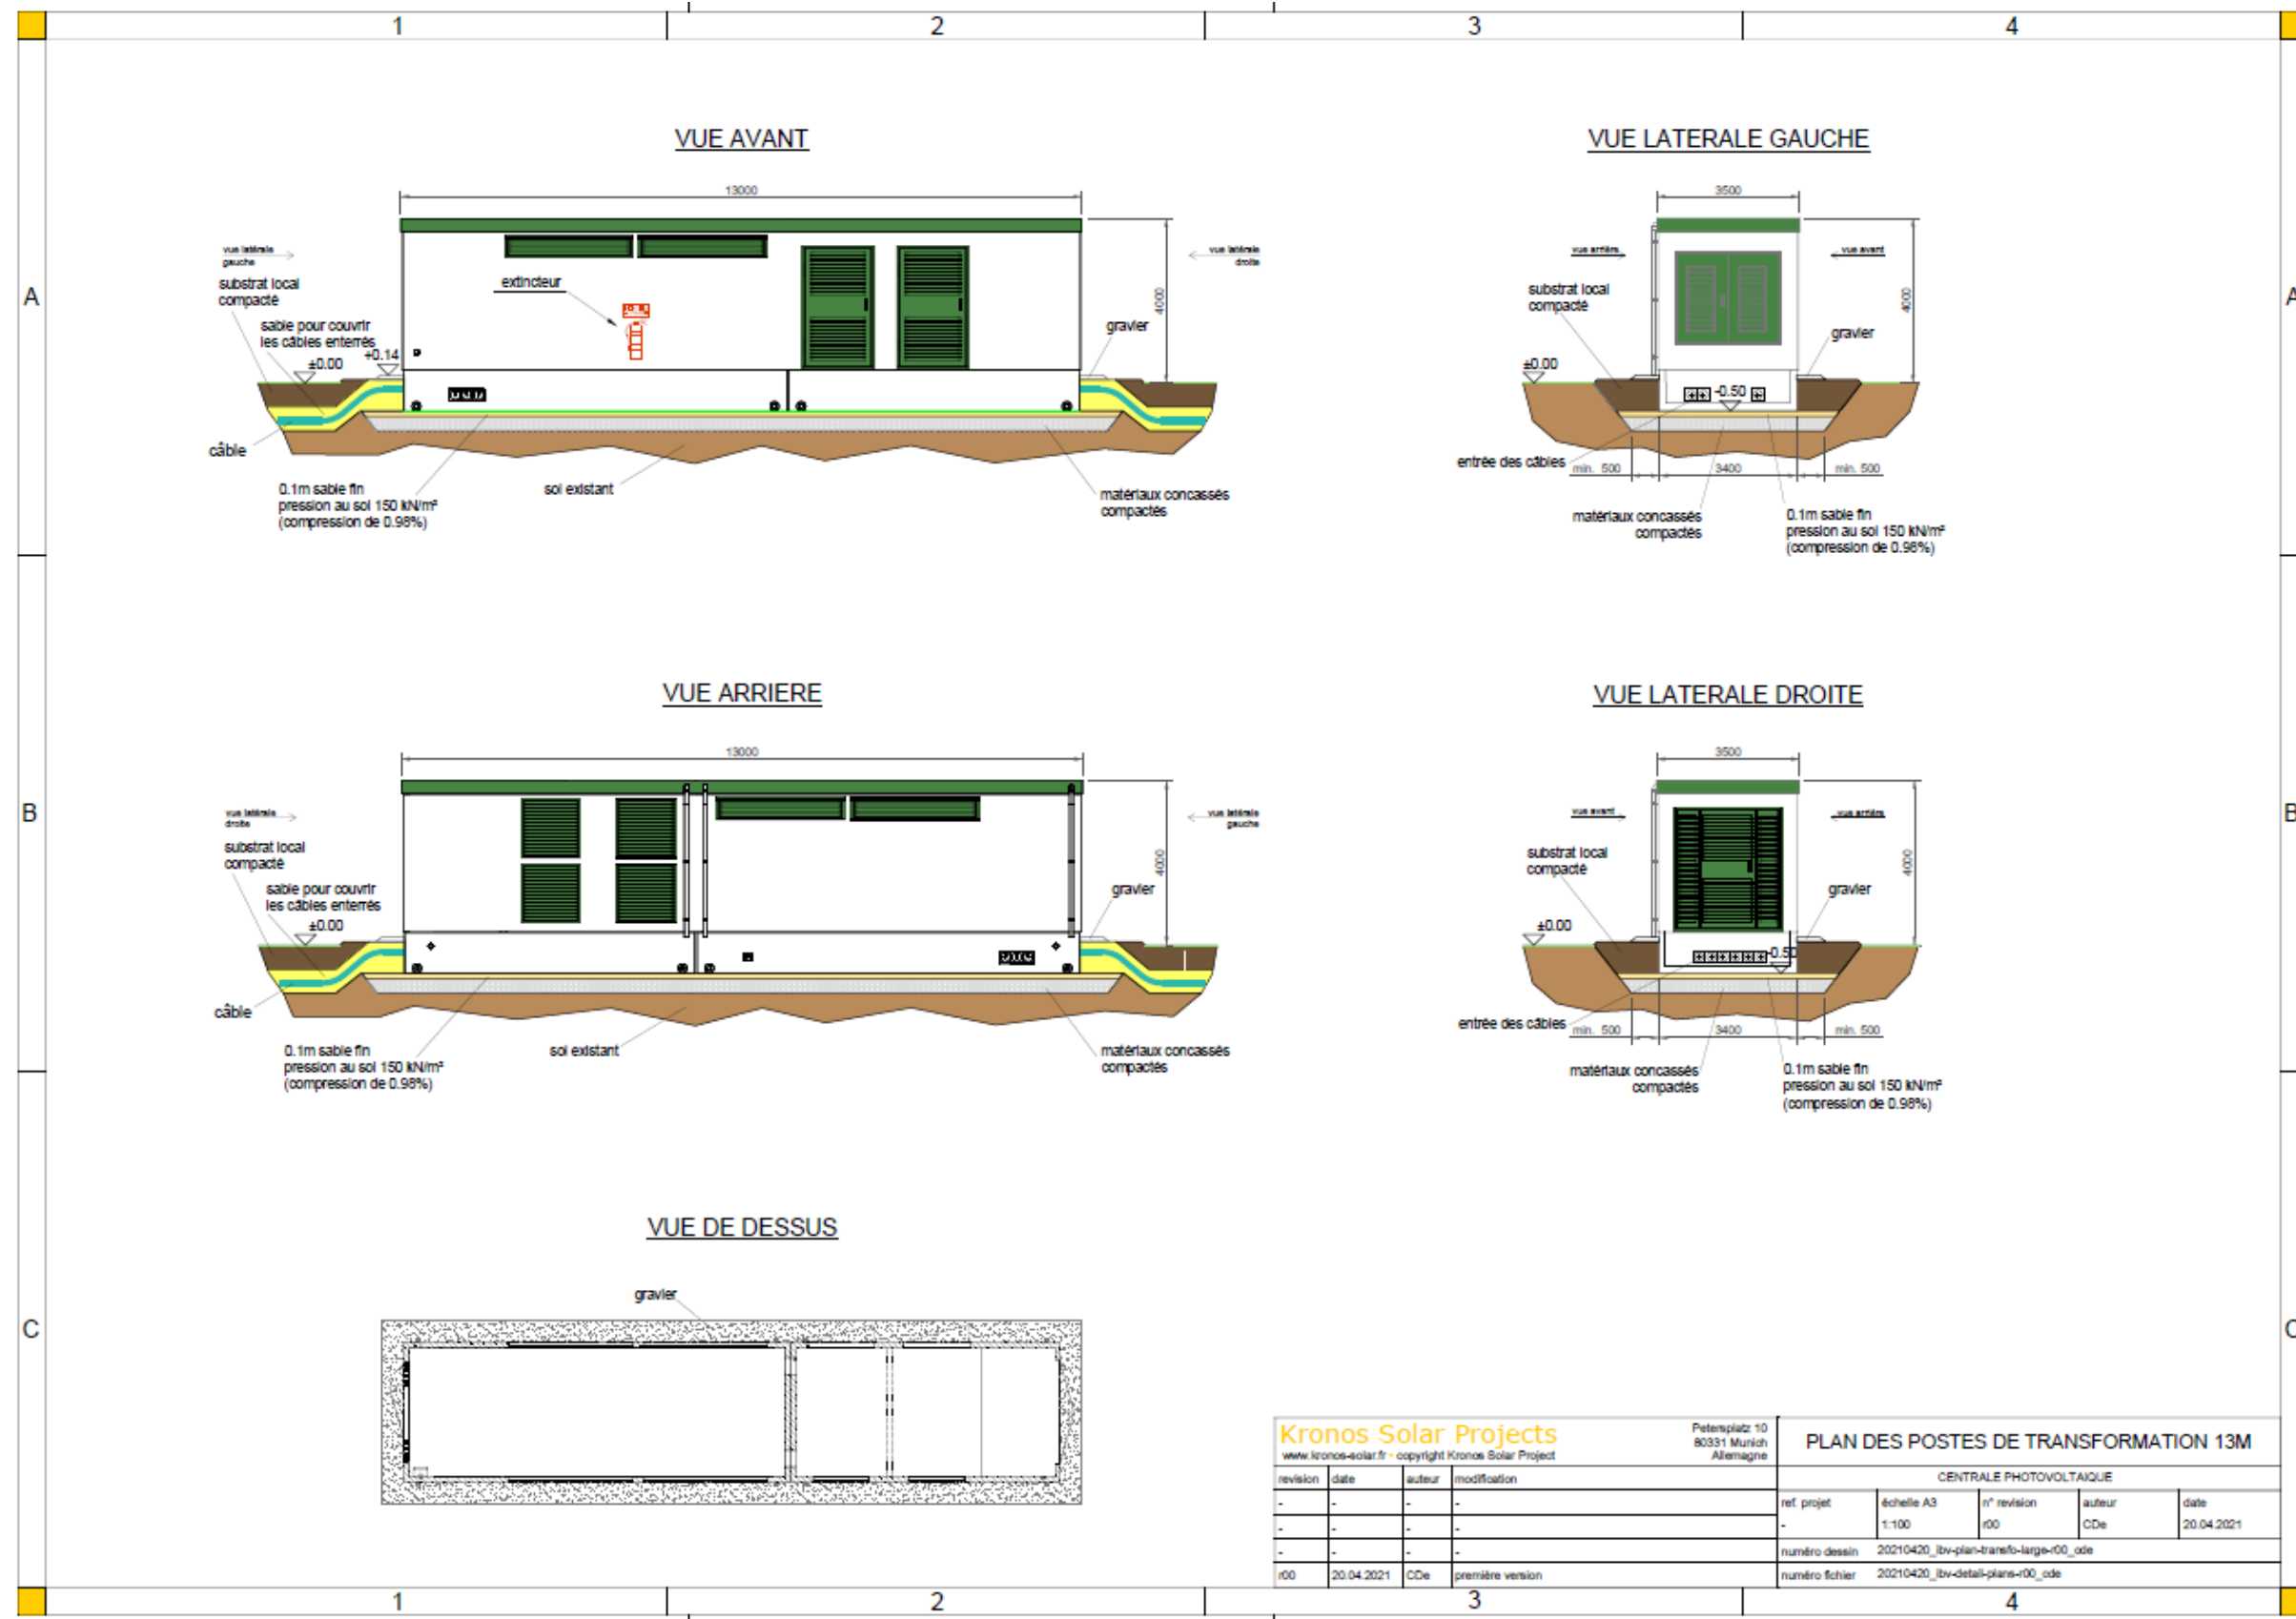 1 2 3 4
A
A
B
B
C
C
VUE AVANT
13000
vue latérale
gauche
substrat local
compacté
sable pour couvrir
les câbles enterrés
±0.00
+0.14
câble
extincteur
0.1m sable fin
pression au sol 150 kN/m²
(compression de 0.98%)
sol existant
matériaux concassés
compactés
gravier
4000
vue latérale
droite
VUE LATERALE GAUCHE
3500
vue arrière
vue avant
substrat local
compacté
gravier
4000
±0.00
-0.50
entrée des câbles
min. 500
3400
min. 500
matériaux concassés
compactés
0.1m sable fin
pression au sol 150 kN/m²
(compression de 0.98%)
VUE ARRIERE
13000
vue latérale
droite
substrat local
compacté
sable pour couvrir
les câbles enterrés
±0.00
câble
0.1m sable fin
pression au sol 150 kN/m²
(compression de 0.98%)
sol existant
matériaux concassés
compactés
gravier
4000
vue latérale
gauche
VUE LATERALE DROITE
3500
vue avant
vue arrière
substrat local
compacté
gravier
4000
±0.00
-0.50
entrée des câbles
min. 500
3400
min. 500
matériaux concassés
compactés
0.1m sable fin
pression au sol 150 kN/m²
(compression de 0.98%)
VUE DE DESSUS
gravier
Kronos Solar Projects
www.kronos-solar.fr - copyright Kronos Solar Project
Petersplatz 10
80331 Munich
Allemagne
revision date auteur modification
- - - -
- - - -
- - - -
r00 20.04.2021 CDe première version
PLAN DES POSTES DE TRANSFORMATION 13M
CENTRALE PHOTOVOLTAIQUE
ref. projet échelle A3 n° revision auteur date
- 1:100 r00 CDe 20.04.2021
numéro dessin 20210420_ibv-plan-transfo-large-r00_cde
numéro fichier 20210420_ibv-detail-plans-r00_cde
1 2 3 4